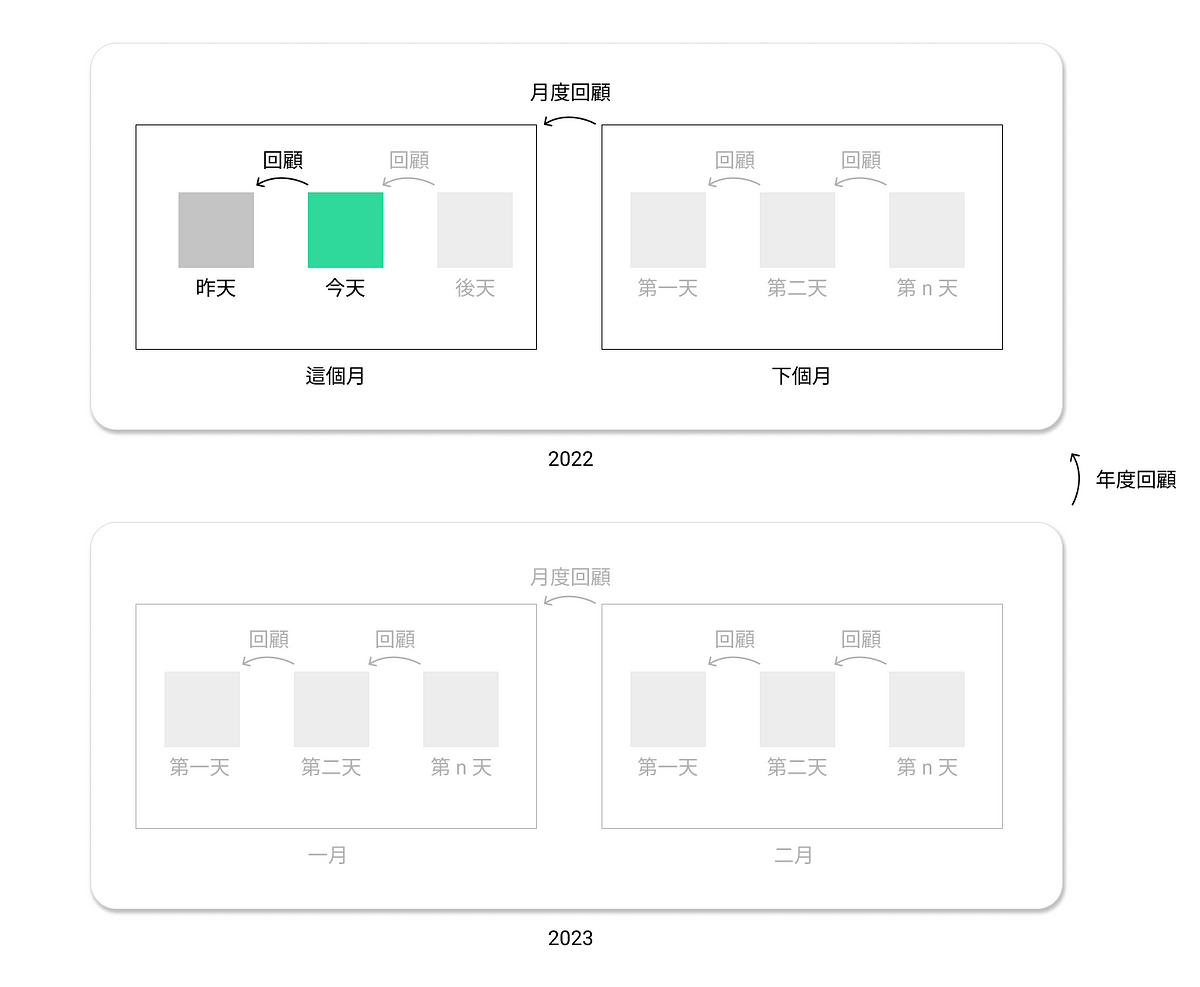 月度回顧
回顧
回顧
回顧
回顧
昨天
今天
後天
第一天
第二天
第 n 天
這個月
下個月
2022
年度回顧
月度回顧
回顧
回顧
回顧
回顧
第一天
第二天
第 n 天
第一天
第二天
第 n 天
一月
二月
2023